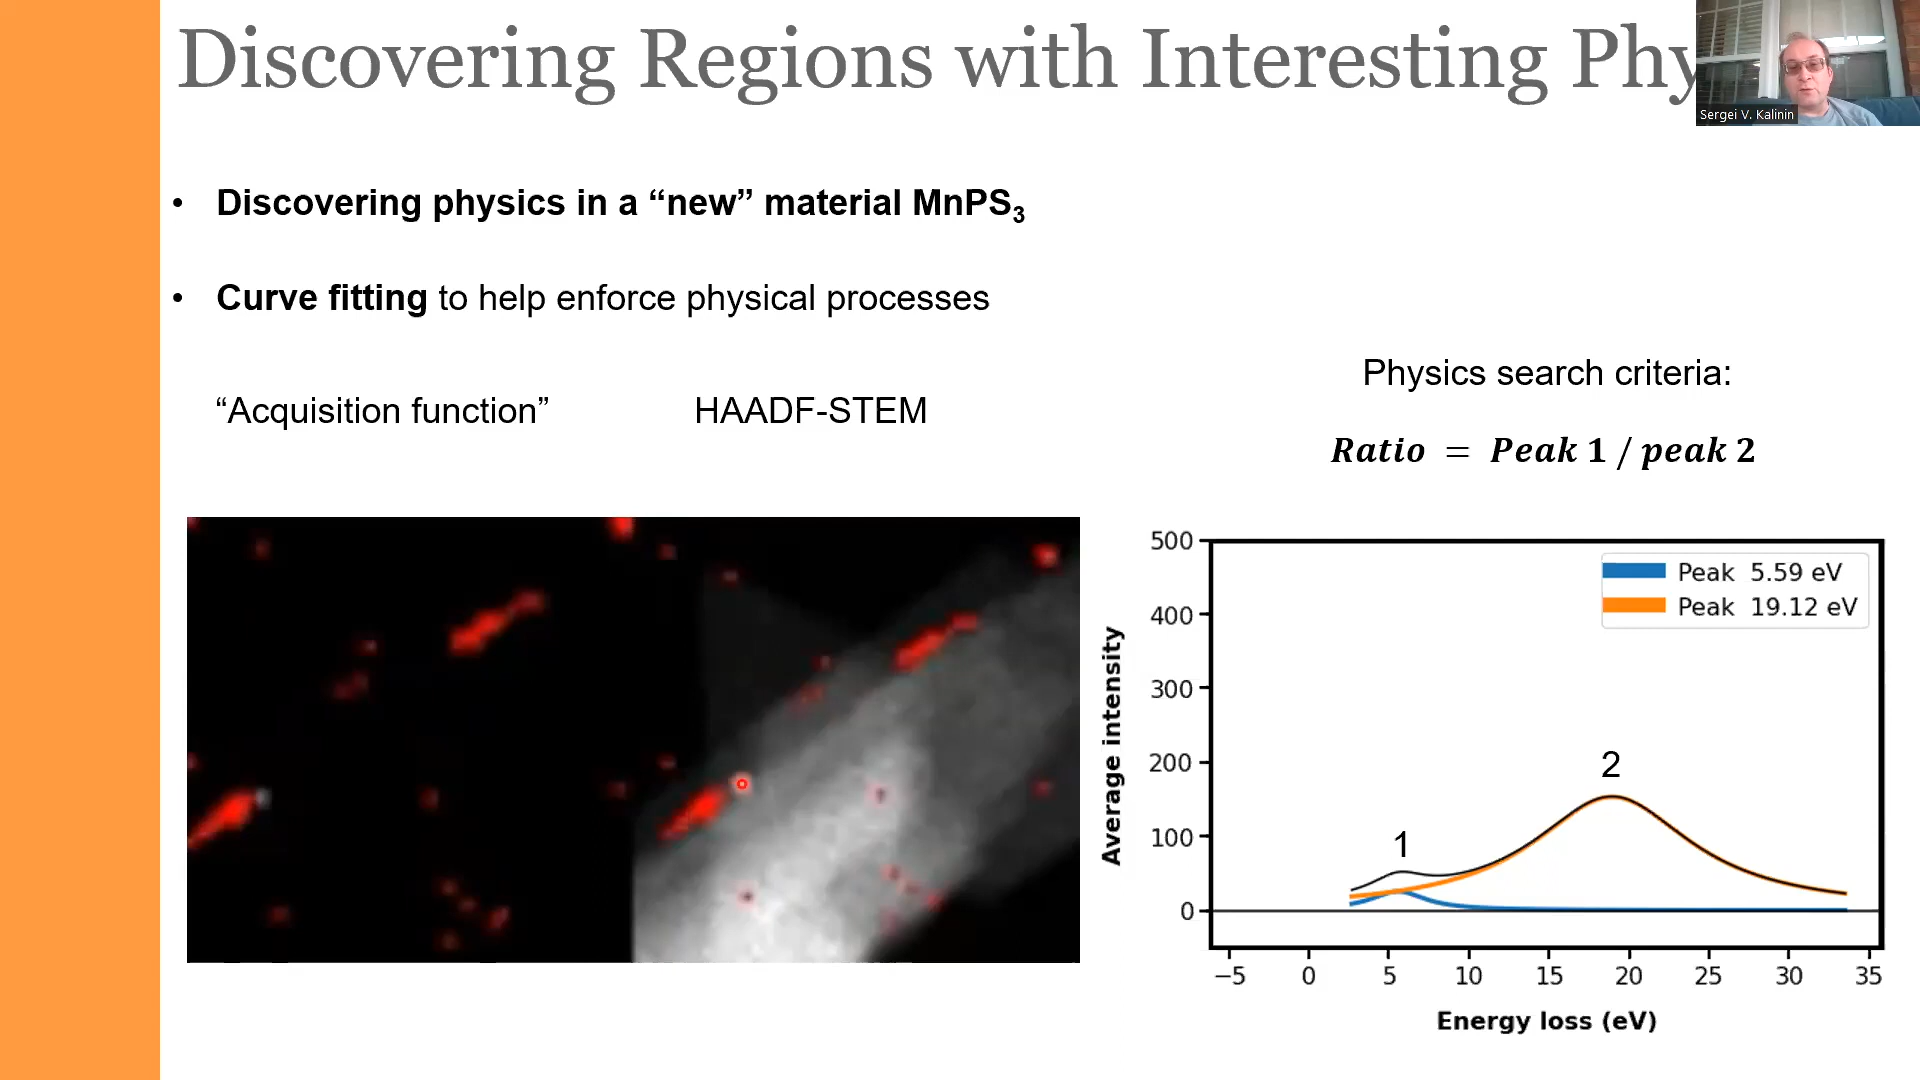 Discovering Regions with Interesting Phy
Sergei V. Kalinin
• Discovering physics in a “new” material MnPS₃
• Curve fitting to help enforce physical processes
“Acquisition function”
HAADF-STEM
Physics search criteria:
Ratio = Peak 1 / peak 2
500
400
300
200
100
0
Average intensity
Peak 5.59 eV
Peak 19.12 eV
1
2
−5 0 5 10 15 20 25 30 35
Energy loss (eV)